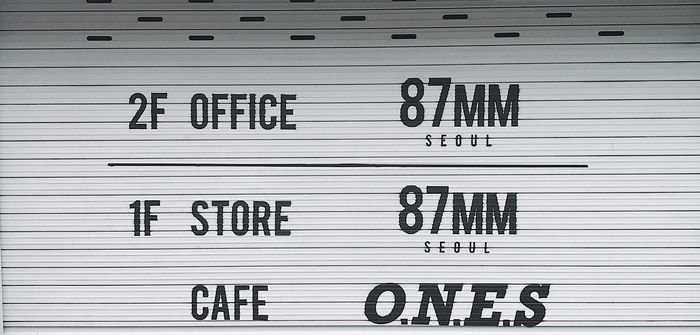 2F OFFICE 87MM
SEOUL
1F STORE 87MM
SEOUL
CAFE O.N.E.S